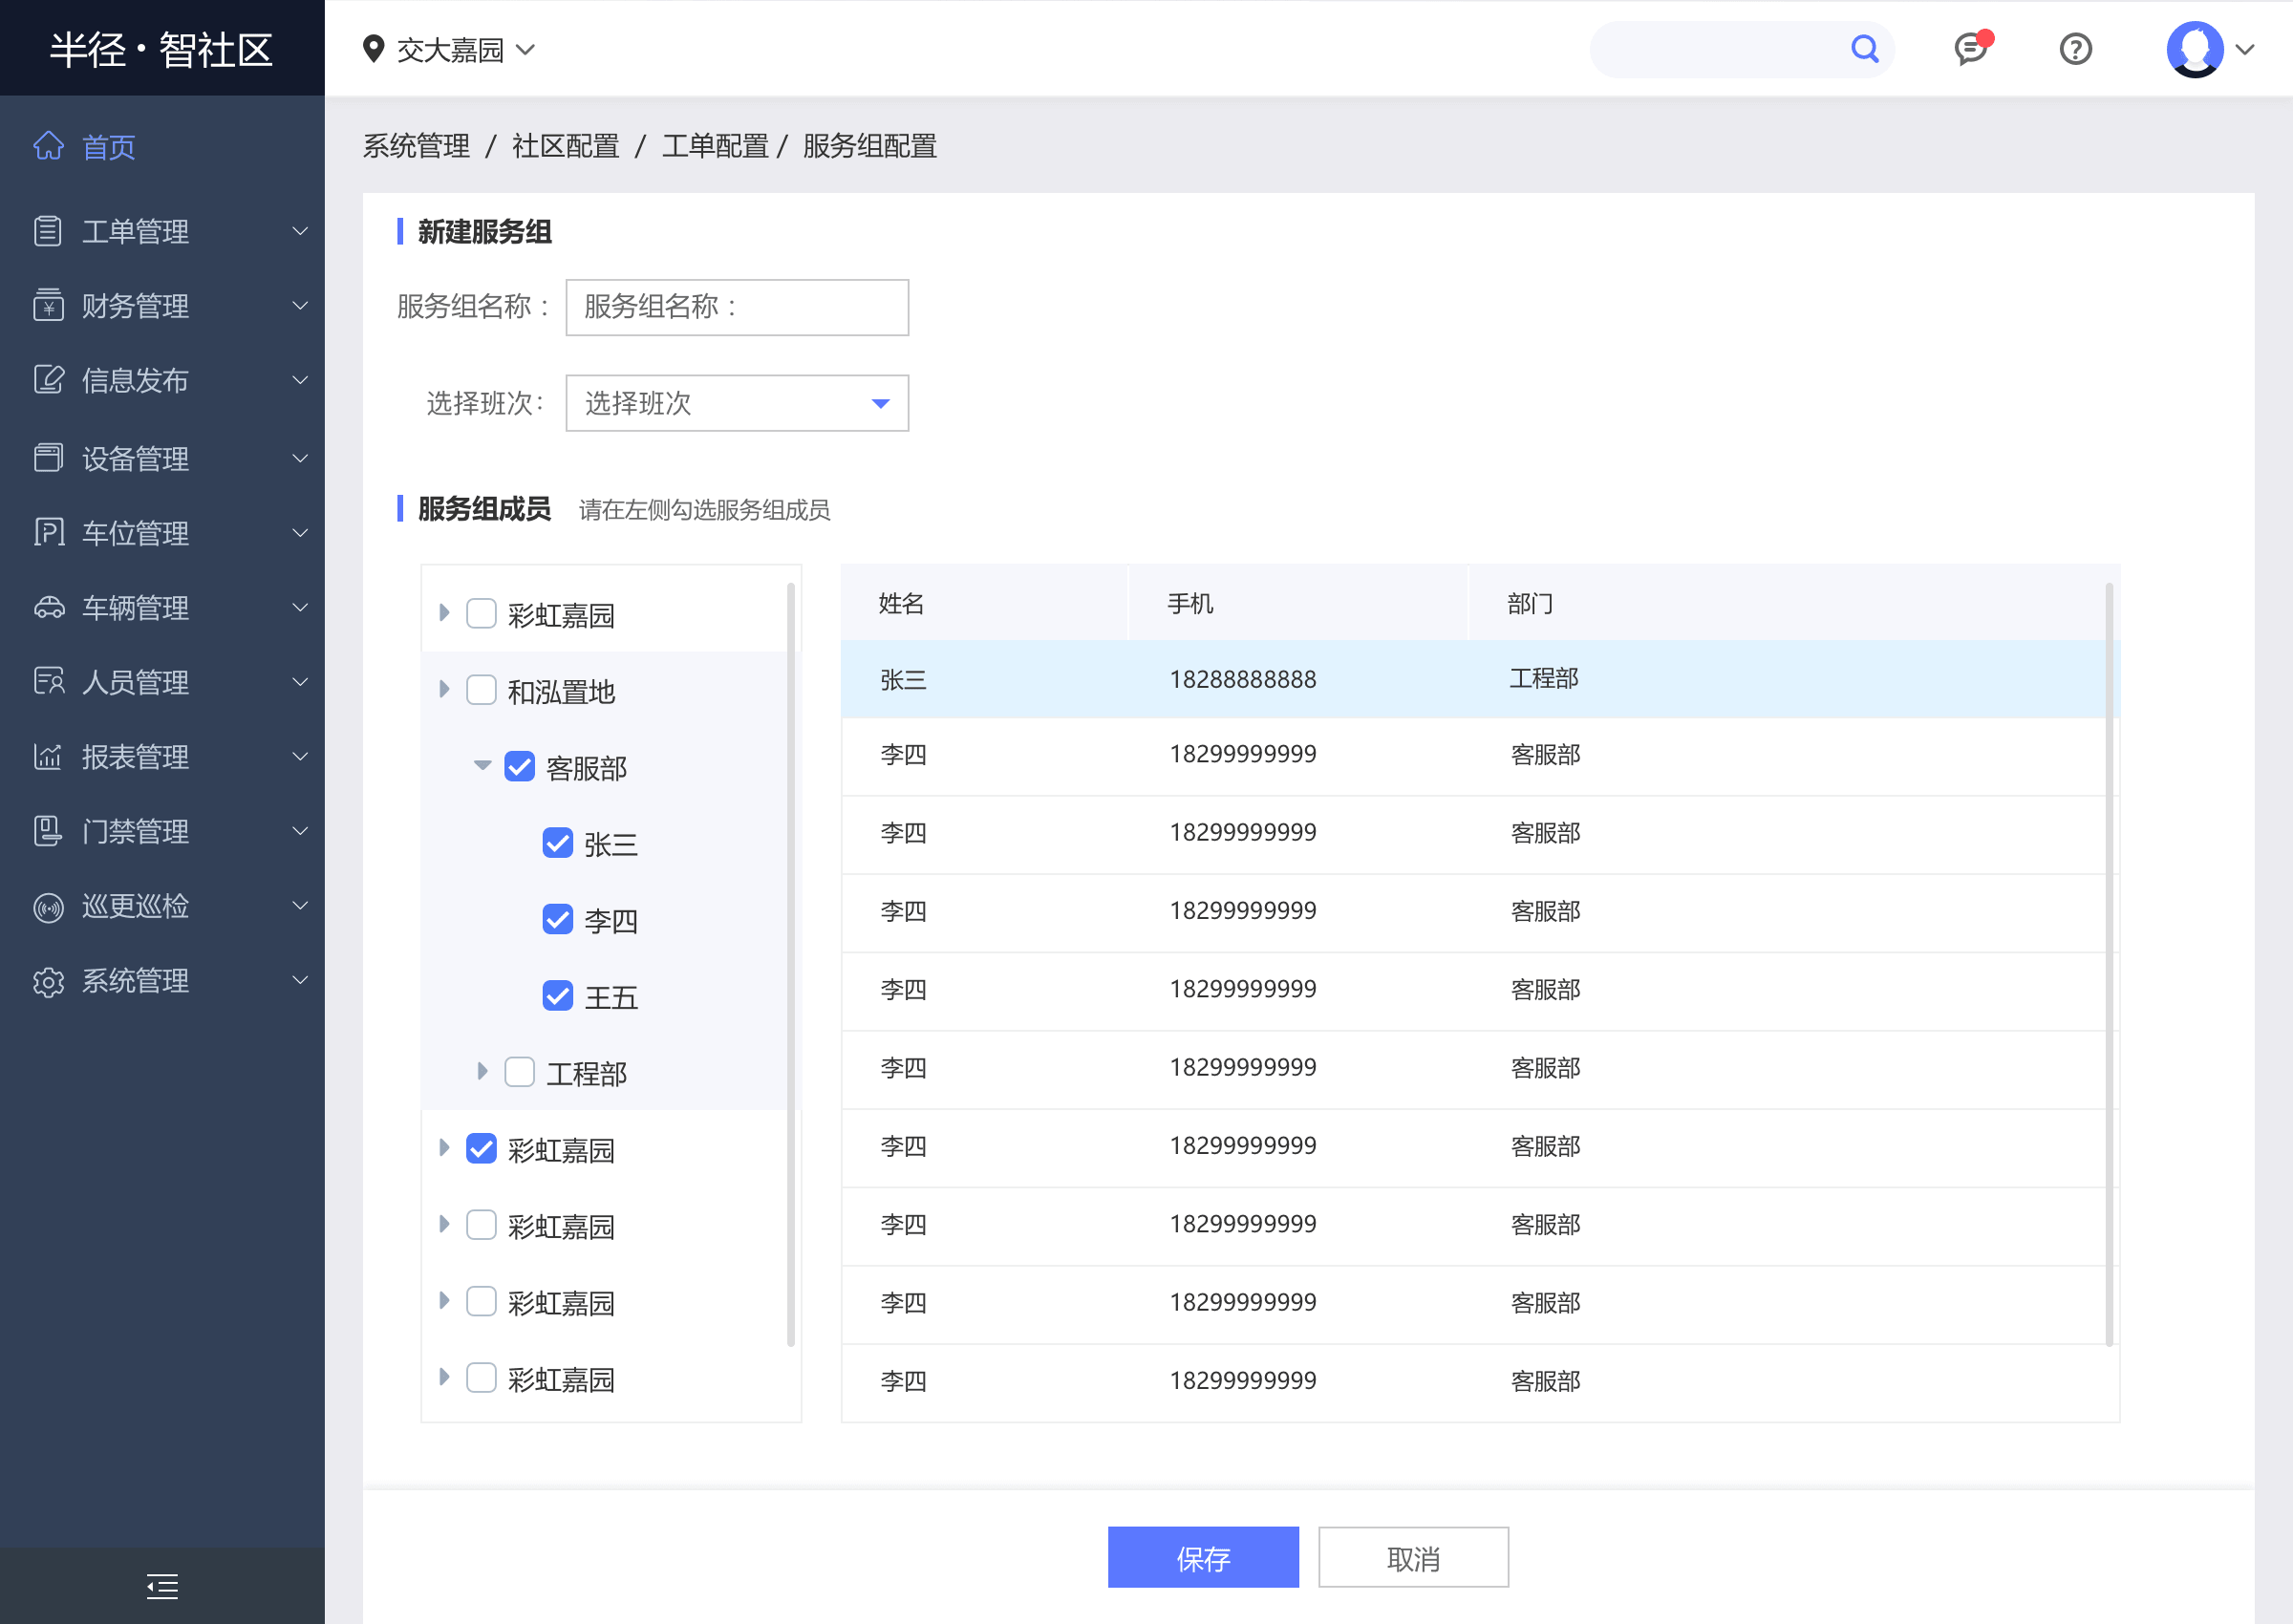 半径·智社区
交大嘉园
首页
工单管理
财务管理
信息发布
设备管理
车位管理
车辆管理
人员管理
报表管理
门禁管理
巡更巡检
系统管理
系统管理 / 社区配置 / 工单配置 / 服务组配置
新建服务组
服务组名称： 服务组名称：
选择班次： 选择班次
服务组成员 请在左侧勾选服务组成员
彩虹嘉园
和泓置地
客服部
张三
李四
王五
工程部
彩虹嘉园
彩虹嘉园
彩虹嘉园
彩虹嘉园
姓名 手机 部门
张三 18288888888 工程部
李四 18299999999 客服部
李四 18299999999 客服部
李四 18299999999 客服部
李四 18299999999 客服部
李四 18299999999 客服部
李四 18299999999 客服部
李四 18299999999 客服部
李四 18299999999 客服部
李四 18299999999 客服部
保存 取消